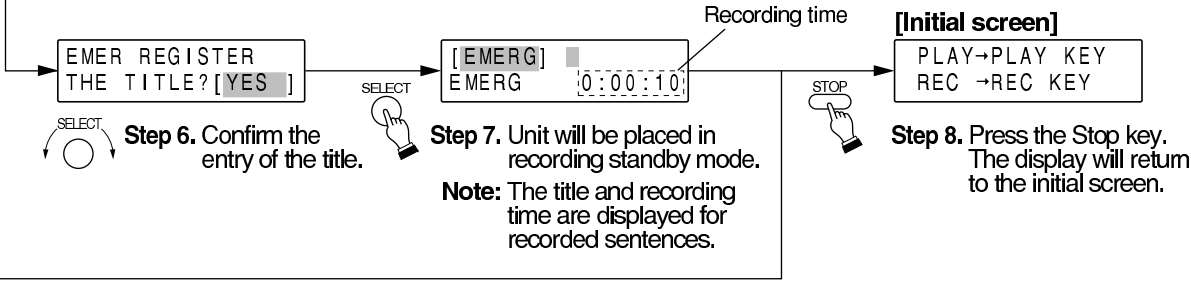 Recording time
[Initial screen]
EMER REGISTER
THE TITLE?[YES ]
[EMERG]
EMERG 0:00:10
PLAY→PLAY KEY
REC →REC KEY
SELECT
SELECT
STOP
Step 6. Confirm the
entry of the title.
Step 7. Unit will be placed in
recording standby mode.
Note: The title and recording
time are displayed for
recorded sentences.
Step 8. Press the Stop key.
The display will return
to the initial screen.